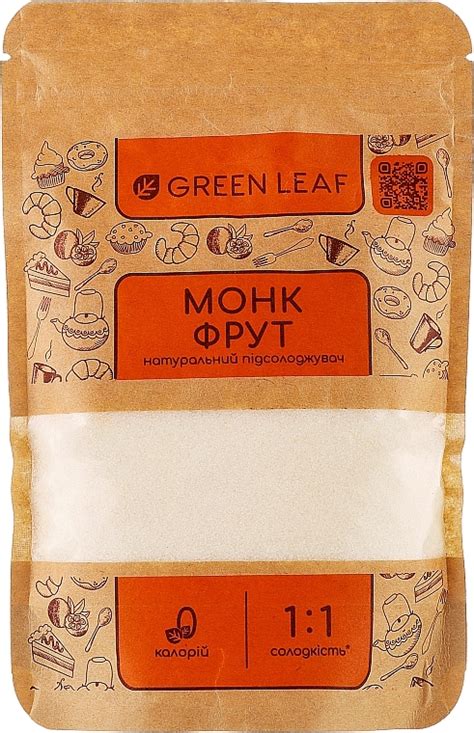 GREEN LEAF
МОНК
ФРУТ
натуральний підсолоджувач
0
калорій
1:1
солодкість*